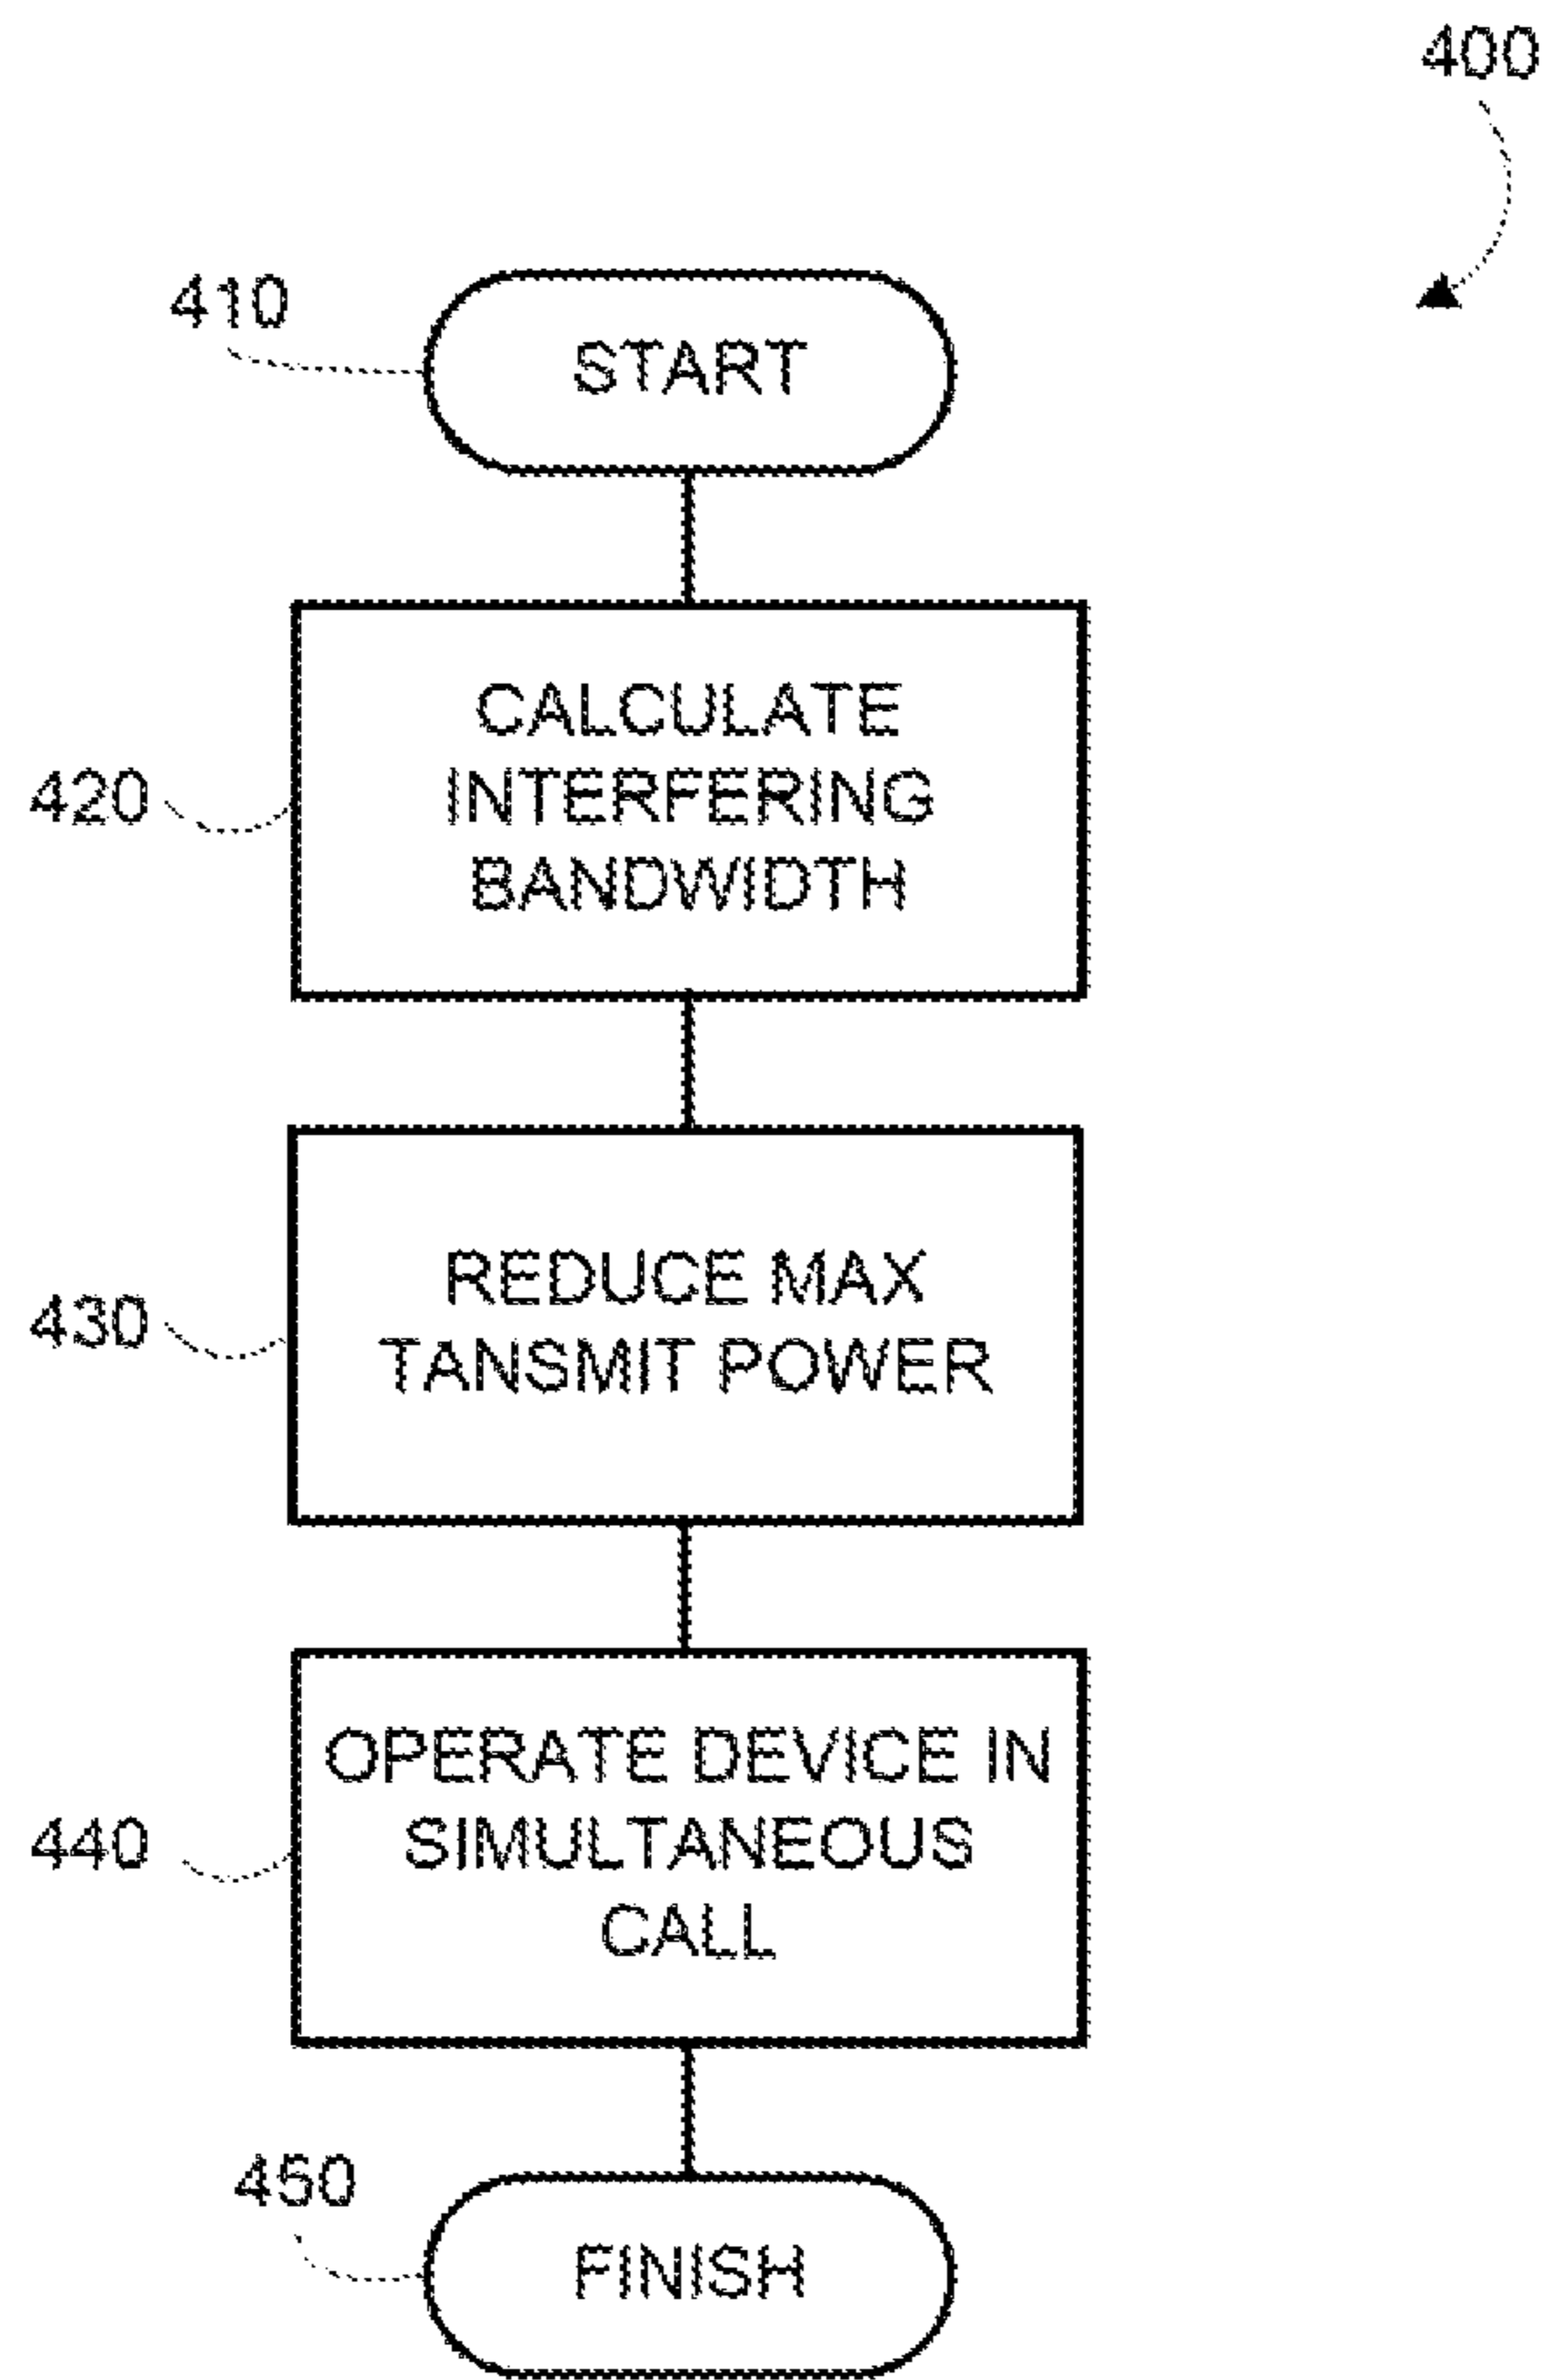 400
410
START
420
CALCULATE
INTERFERING
BANDWIDTH
430
REDUCE MAX
TANSMIT POWER
440
OPERATE DEVICE IN
SIMULTANEOUS
CALL
450
FINISH